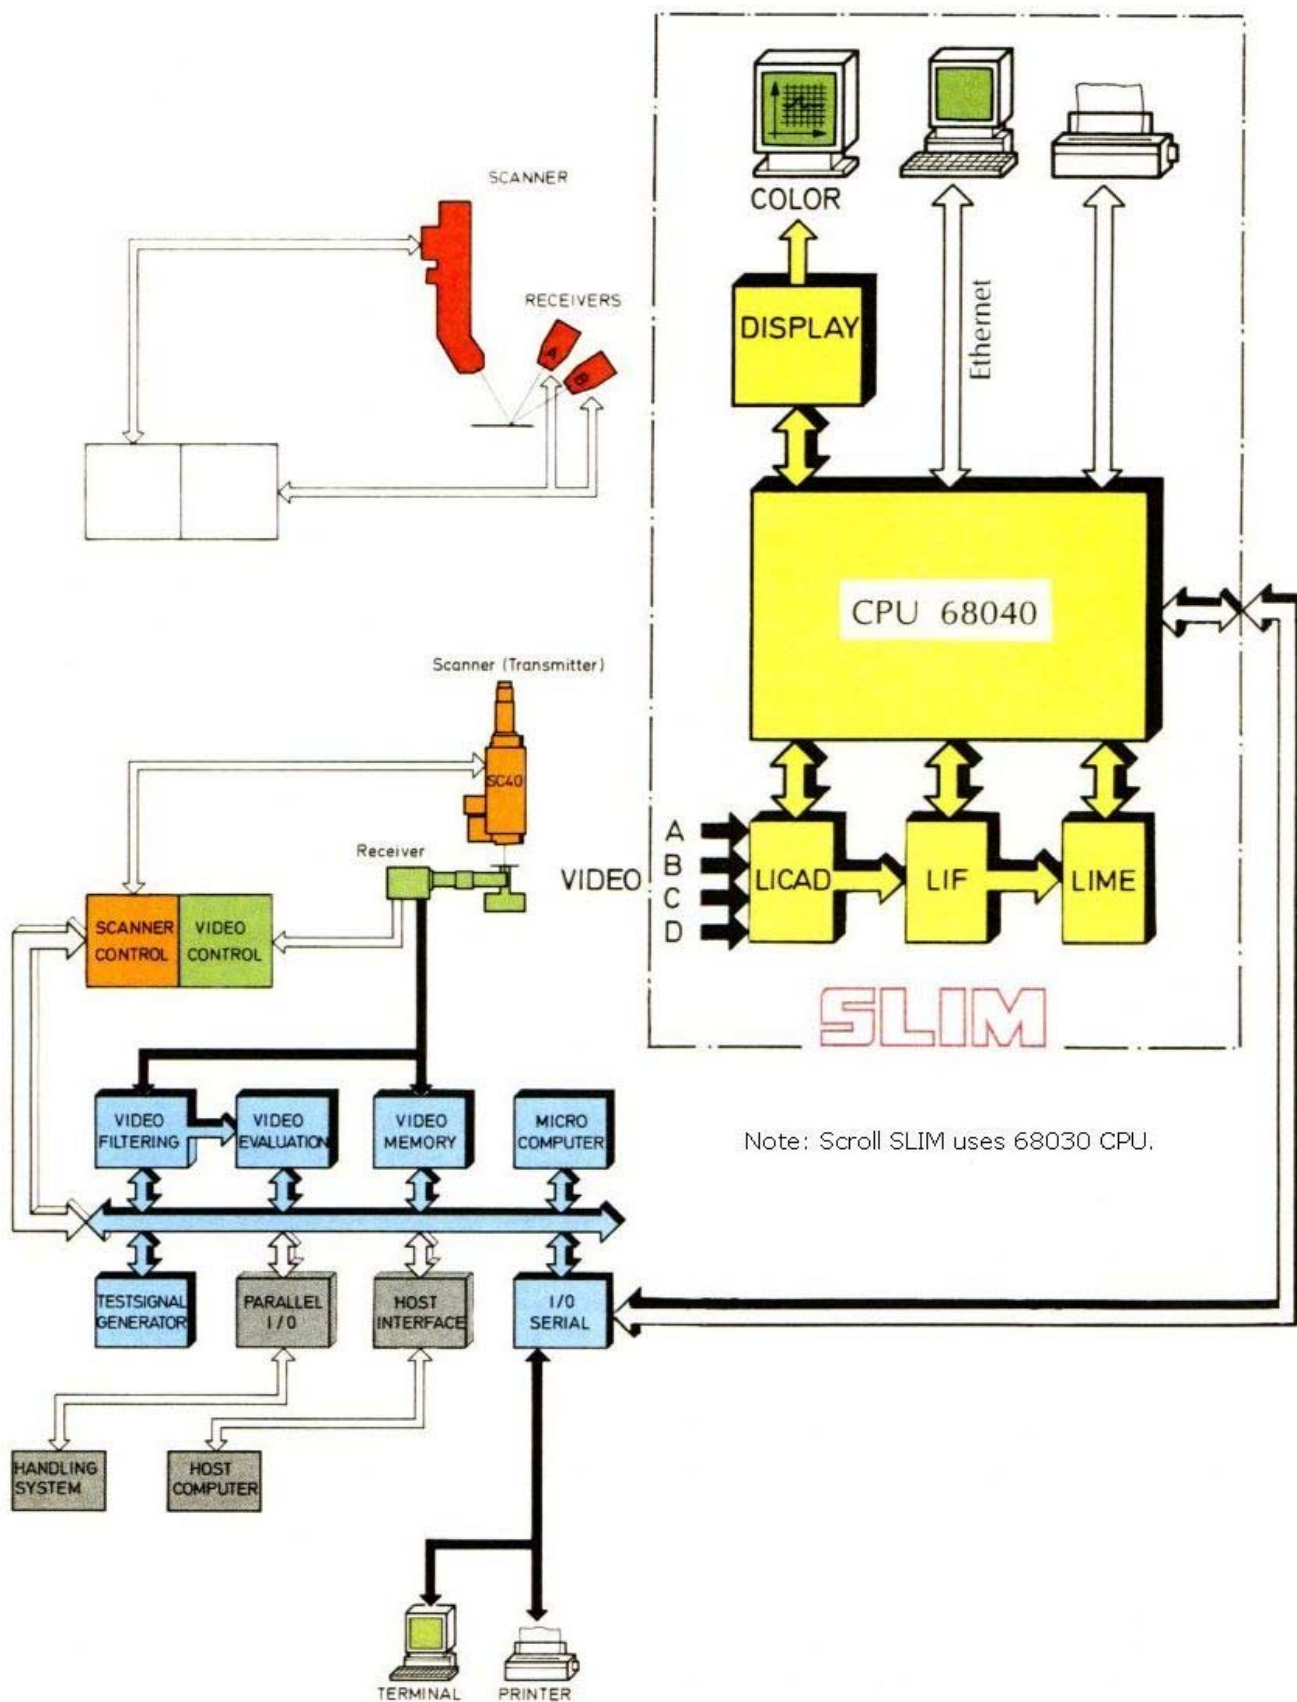 SCANNER
RECEIVERS
A
B
COLOR
DISPLAY
Ethernet
CPU 68040
Scanner (Transmitter)
SC40
Receiver
SCANNER
CONTROL
VIDEO
CONTROL
VIDEO
A
B
C
D
LICAD
LIF
LIME
SLIM
VIDEO
FILTERING
VIDEO
EVALUATION
VIDEO
MEMORY
MICRO
COMPUTER
Note: Scroll SLIM uses 68030 CPU.
TESTSIGNAL
GENERATOR
PARALLEL
I/O
HOST
INTERFACE
I/O
SERIAL
HANDLING
SYSTEM
HOST
COMPUTER
TERMINAL
PRINTER